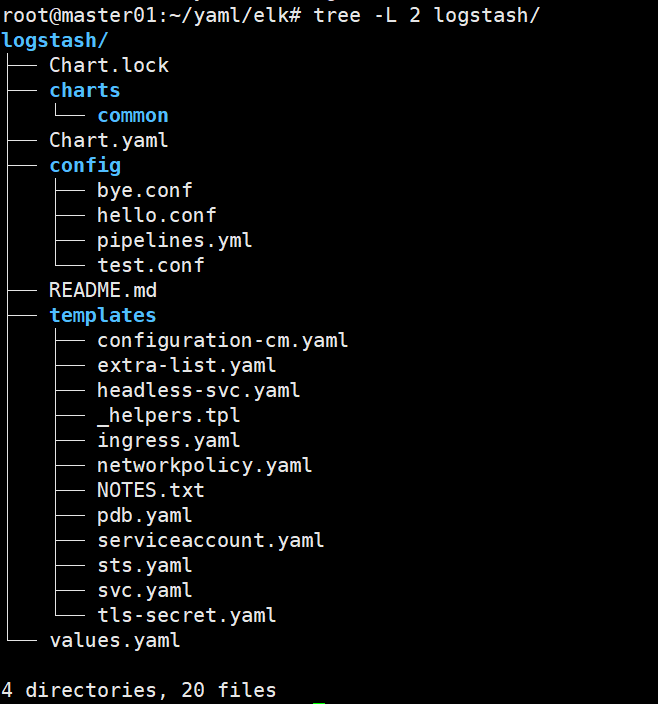 root@master01:~/yaml/elk# tree -L 2 logstash/
logstash/
├── Chart.lock
├── charts
│   └── common
├── Chart.yaml
├── config
│   ├── bye.conf
│   ├── hello.conf
│   ├── pipelines.yml
│   └── test.conf
├── README.md
├── templates
│   ├── configuration-cm.yaml
│   ├── extra-list.yaml
│   ├── headless-svc.yaml
│   ├── _helpers.tpl
│   ├── ingress.yaml
│   ├── networkpolicy.yaml
│   ├── NOTES.txt
│   ├── pdb.yaml
│   ├── serviceaccount.yaml
│   ├── sts.yaml
│   ├── svc.yaml
│   └── tls-secret.yaml
└── values.yaml
4 directories, 20 files